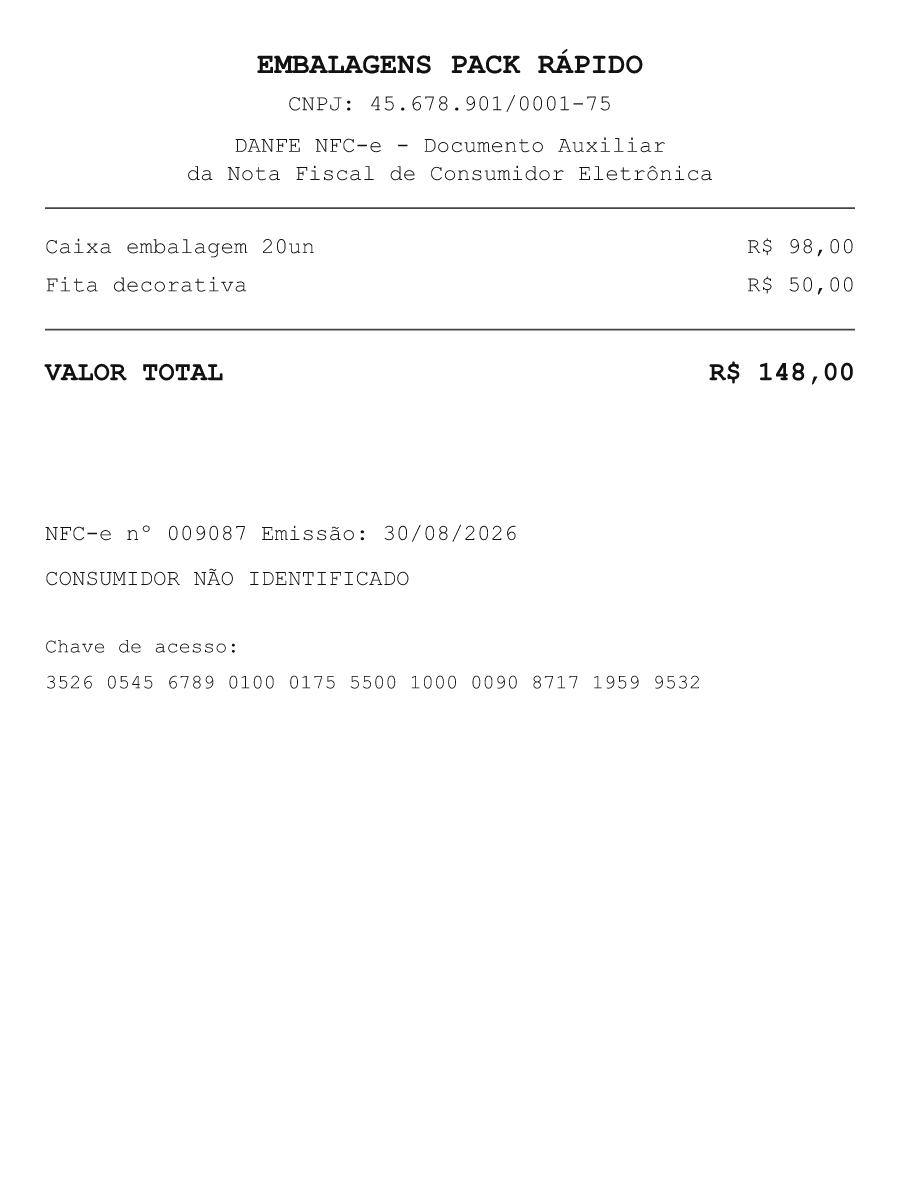 EMBALAGENS PACK RÁPIDO
CNPJ: 45.678.901/0001-75
DANFE NFC-e - Documento Auxiliar
da Nota Fiscal de Consumidor Eletrônica
Caixa embalagem 20un R$ 98,00
Fita decorativa R$ 50,00
VALOR TOTAL R$ 148,00
NFC-e nº 009087 Emissão: 30/08/2026
CONSUMIDOR NÃO IDENTIFICADO
Chave de acesso:
3526 0545 6789 0100 0175 5500 1000 0090 8717 1959 9532